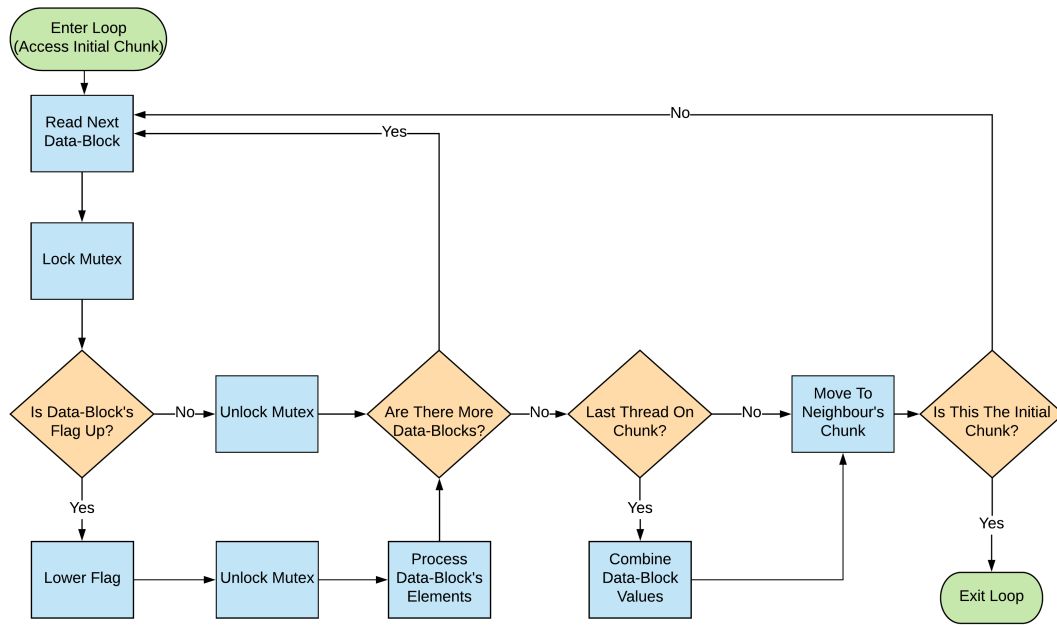 Enter Loop
(Access Initial Chunk)
Read Next
Data-Block
No
Yes
Lock Mutex
Is Data-Block's
Flag Up?
No
Unlock Mutex
Are There More
Data-Blocks?
No
Last Thread On
Chunk?
No
Move To
Neighbour's
Chunk
Is This The Initial
Chunk?
Yes
Yes
Yes
Lower Flag
Unlock Mutex
Process
Data-Block's
Elements
Combine
Data-Block
Values
Exit Loop